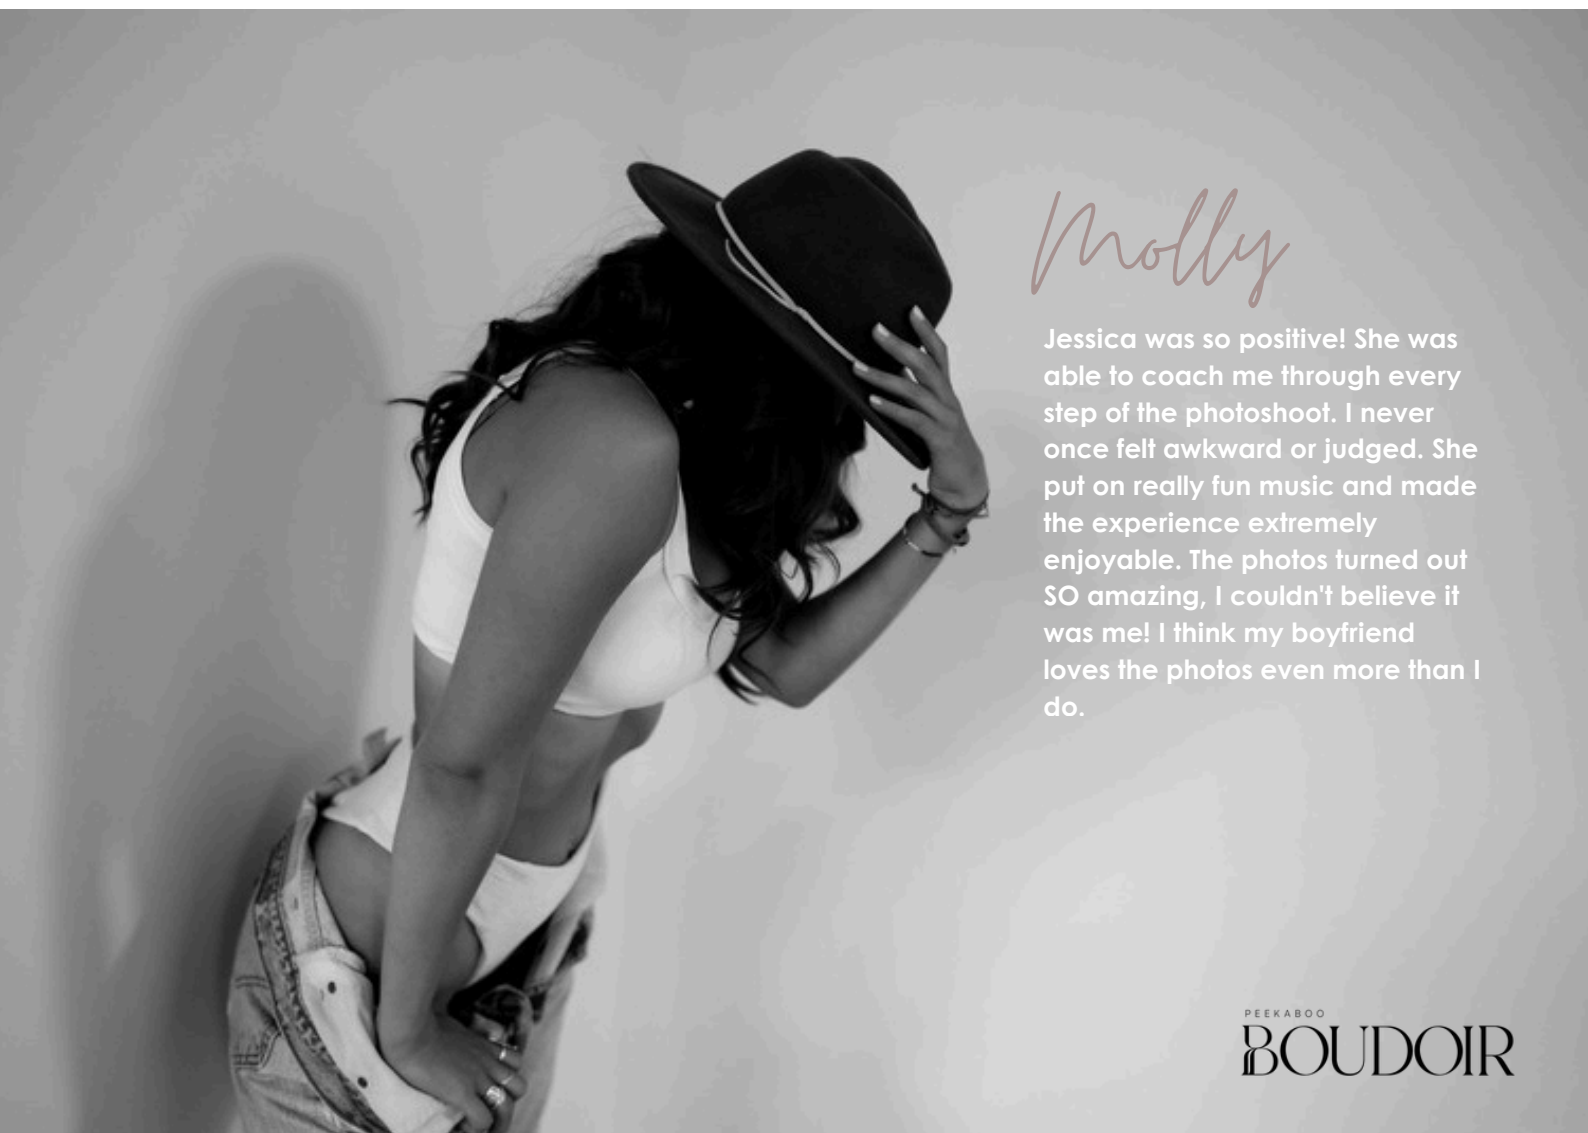 Molly
Jessica was so positive! She was
able to coach me through every
step of the photoshoot. I never
once felt awkward or judged. She
put on really fun music and made
the experience extremely
enjoyable. The photos turned out
SO amazing, I couldn't believe it
was me! I think my boyfriend
loves the photos even more than I
do.
PEEKABOO
BOUDOIR